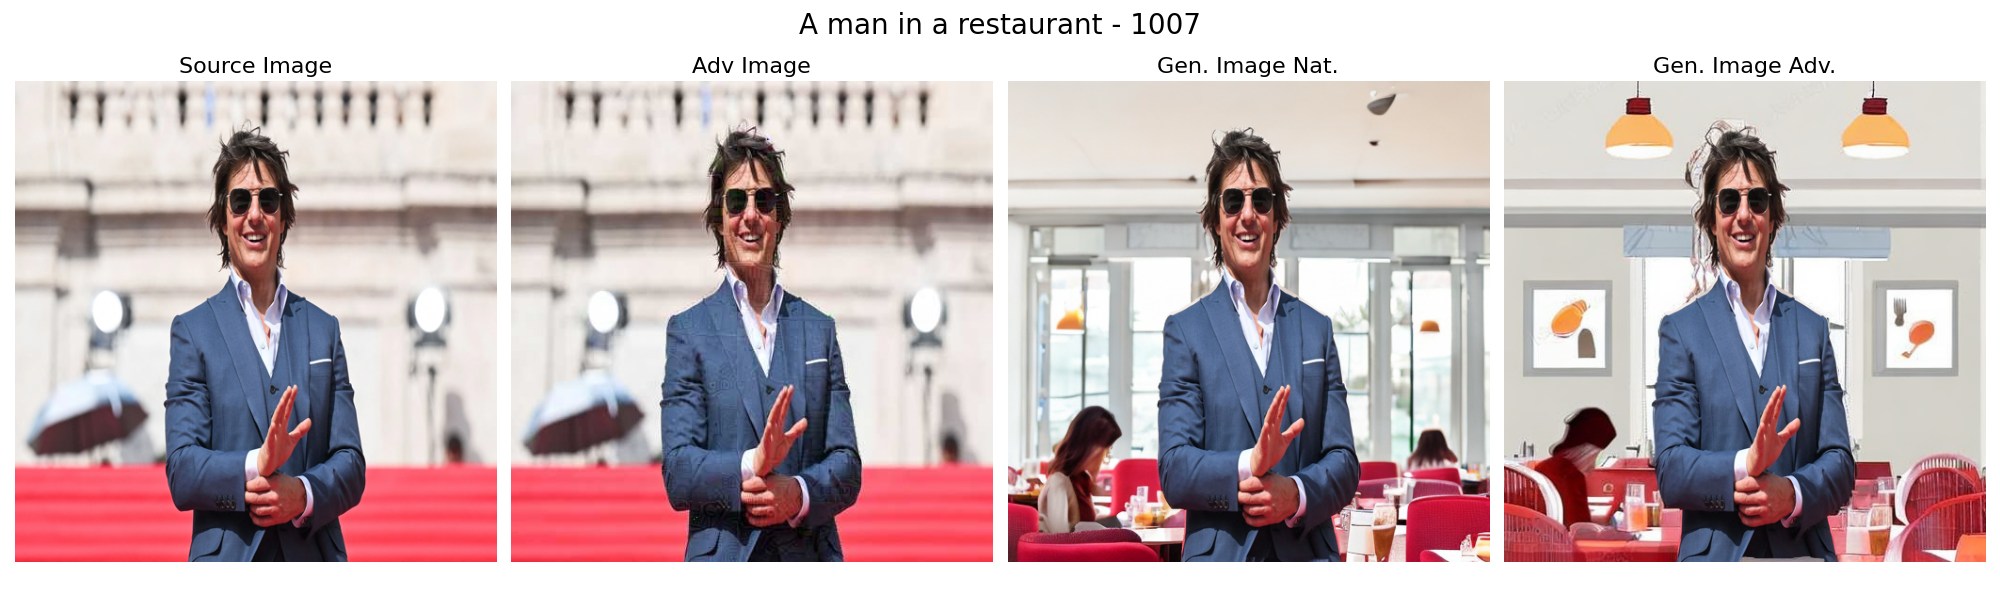 A man in a restaurant - 1007
Source Image
Adv Image
Gen. Image Nat.
Gen. Image Adv.